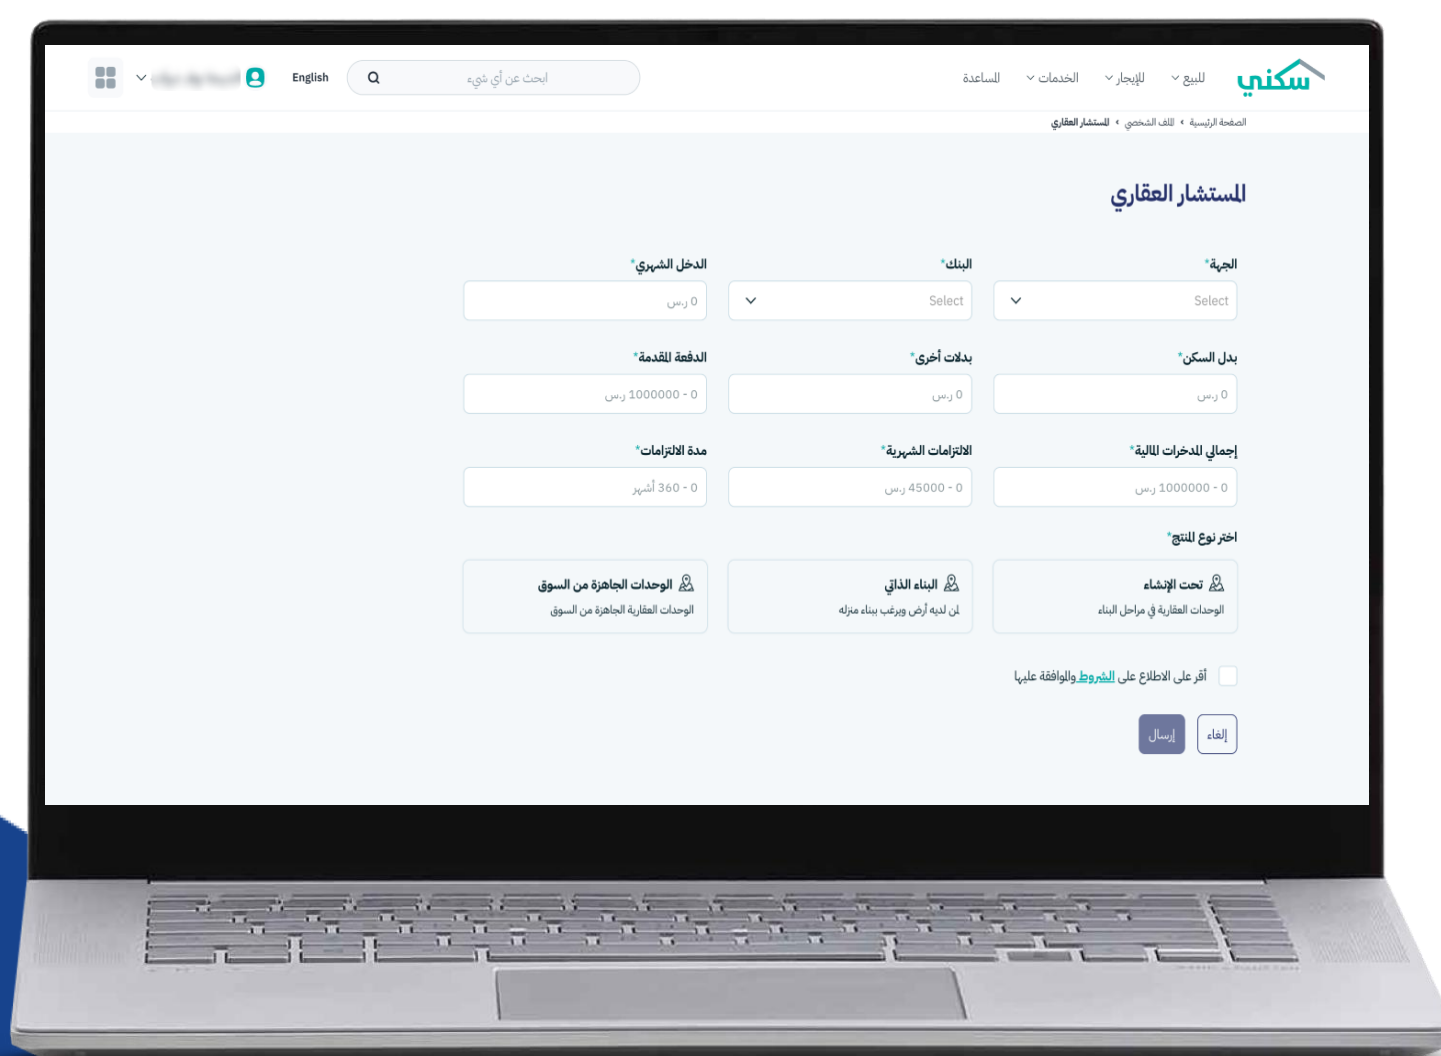 سكني
للبيع
للإيجار
الخدمات
المساعدة
ابحث عن أي شيء
English
الصفحة الرئيسية › الملف الشخصي › المستشار العقاري
المستشار العقاري
الجهة*
البنك*
الدخل الشهري*
Select
Select
0 ر.س
بدل السكن*
بدلات أخرى*
الدفعة المقدمة*
0 ر.س
0 ر.س
0 - 1000000 ر.س
إجمالي المدخرات المالية*
الالتزامات الشهرية*
مدة الالتزامات*
0 - 1000000 ر.س
0 - 45000 ر.س
0 - 360 أشهر
اختر نوع المنتج*
تحت الإنشاء
الوحدات العقارية في مراحل البناء
البناء الذاتي
لمن لديه أرض ويرغب ببناء منزله
الوحدات الجاهزة من السوق
الوحدات العقارية الجاهزة من السوق
أقر على الاطلاع على الشروط والموافقة عليها
إلغاء
إرسال